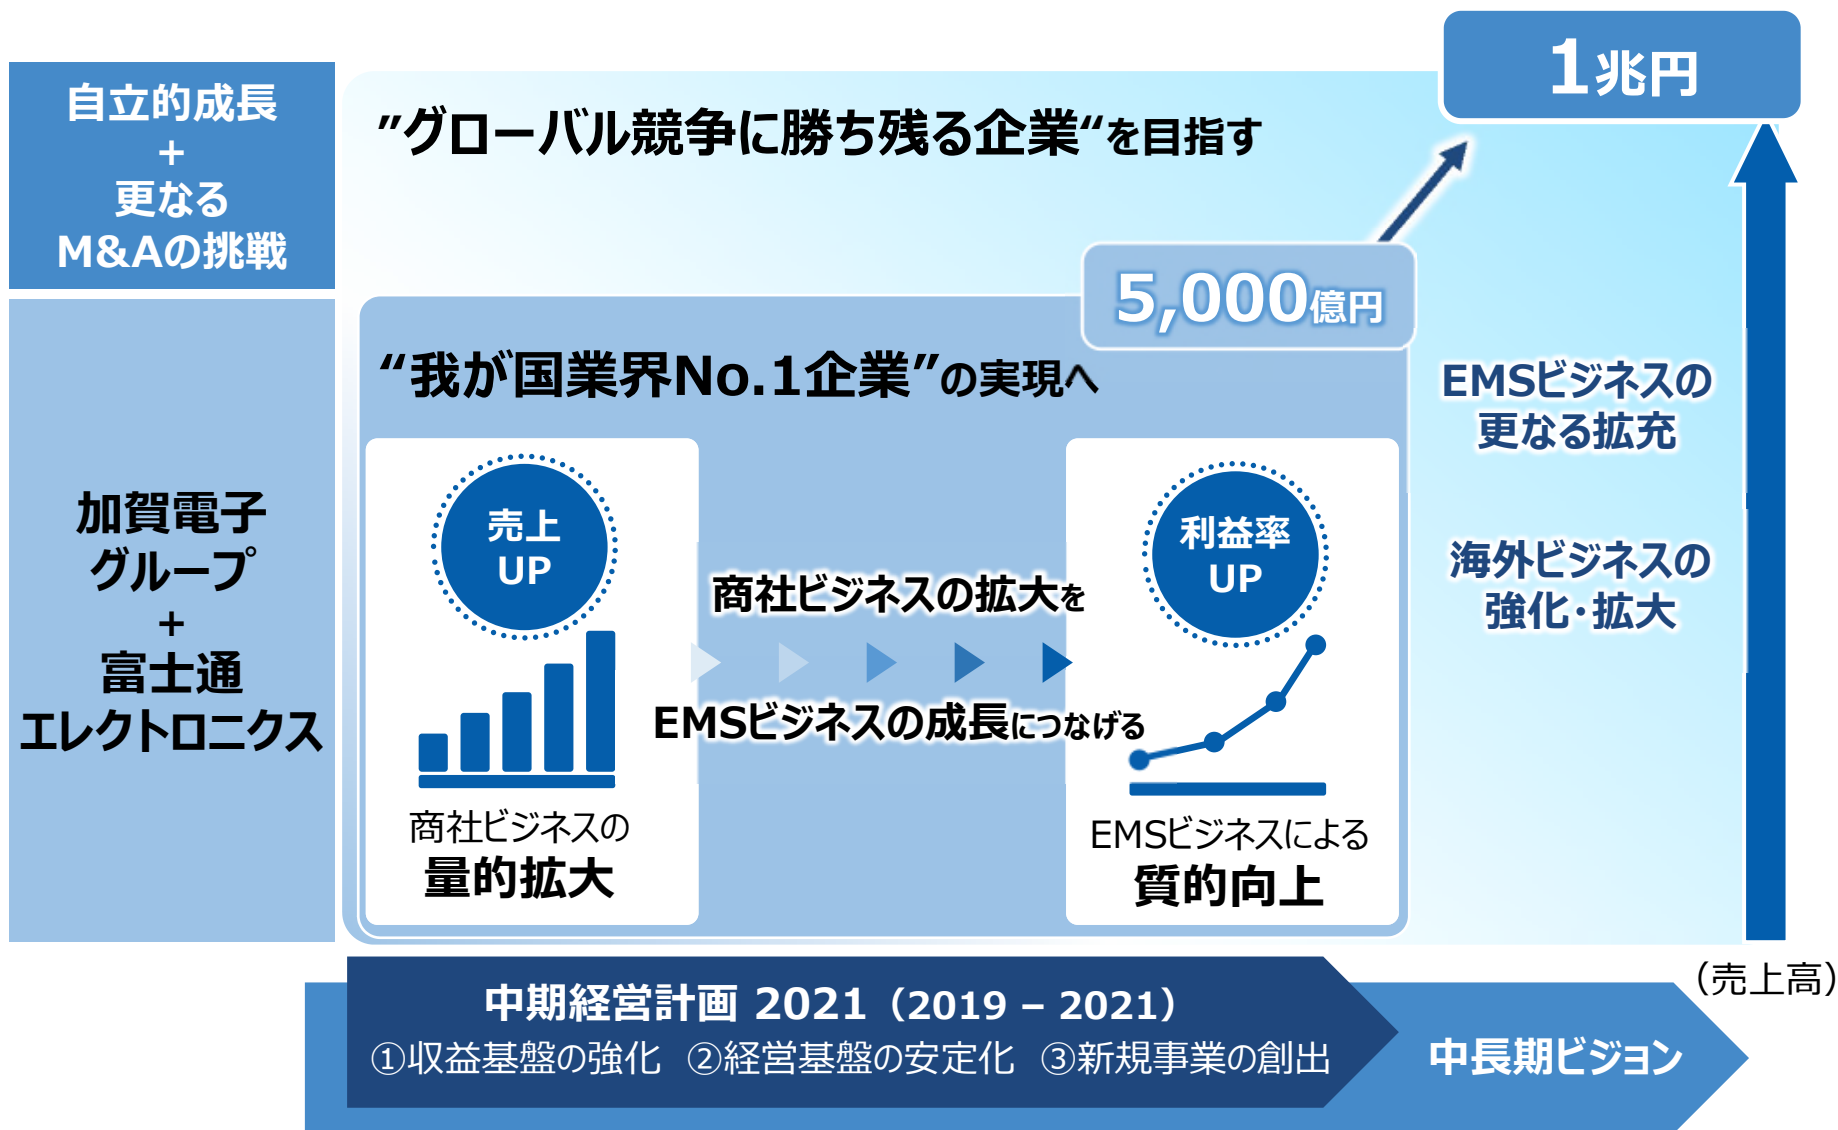 1兆円
自立的成長
+
更なる
M&Aの挑戦
”グローバル競争に勝ち残る企業“を目指す
5,000億円
“我が国業界No.1企業”の実現へ
加賀電子
グループ
+
富士通
エレクトロニクス
売上
UP
商社ビジネスの
量的拡大
商社ビジネスの拡大を
EMSビジネスの成長につなげる
利益率
UP
EMSビジネスによる
質的向上
EMSビジネスの
更なる拡充
海外ビジネスの
強化・拡大
（売上高）
中期経営計画 2021（2019 – 2021）
①収益基盤の強化 ②経営基盤の安定化 ③新規事業の創出
中長期ビジョン